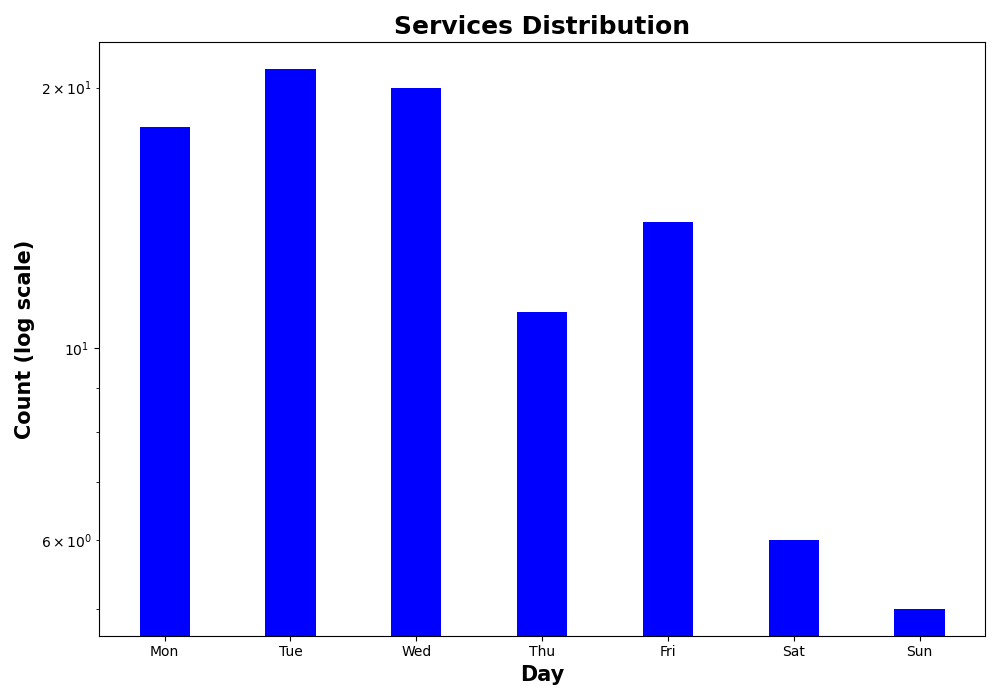 Services Distribution
Count (log scale)
2 × 10¹
10¹
6 × 10⁰
Mon Tue Wed Thu Fri Sat Sun
Day